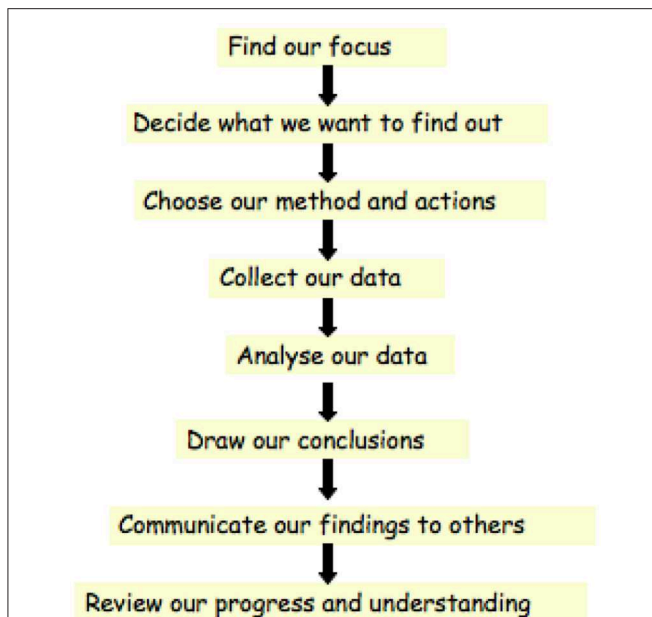 Find our focus
Decide what we want to find out
Choose our method and actions
Collect our data
Analyse our data
Draw our conclusions
Communicate our findings to others
Review our progress and understanding